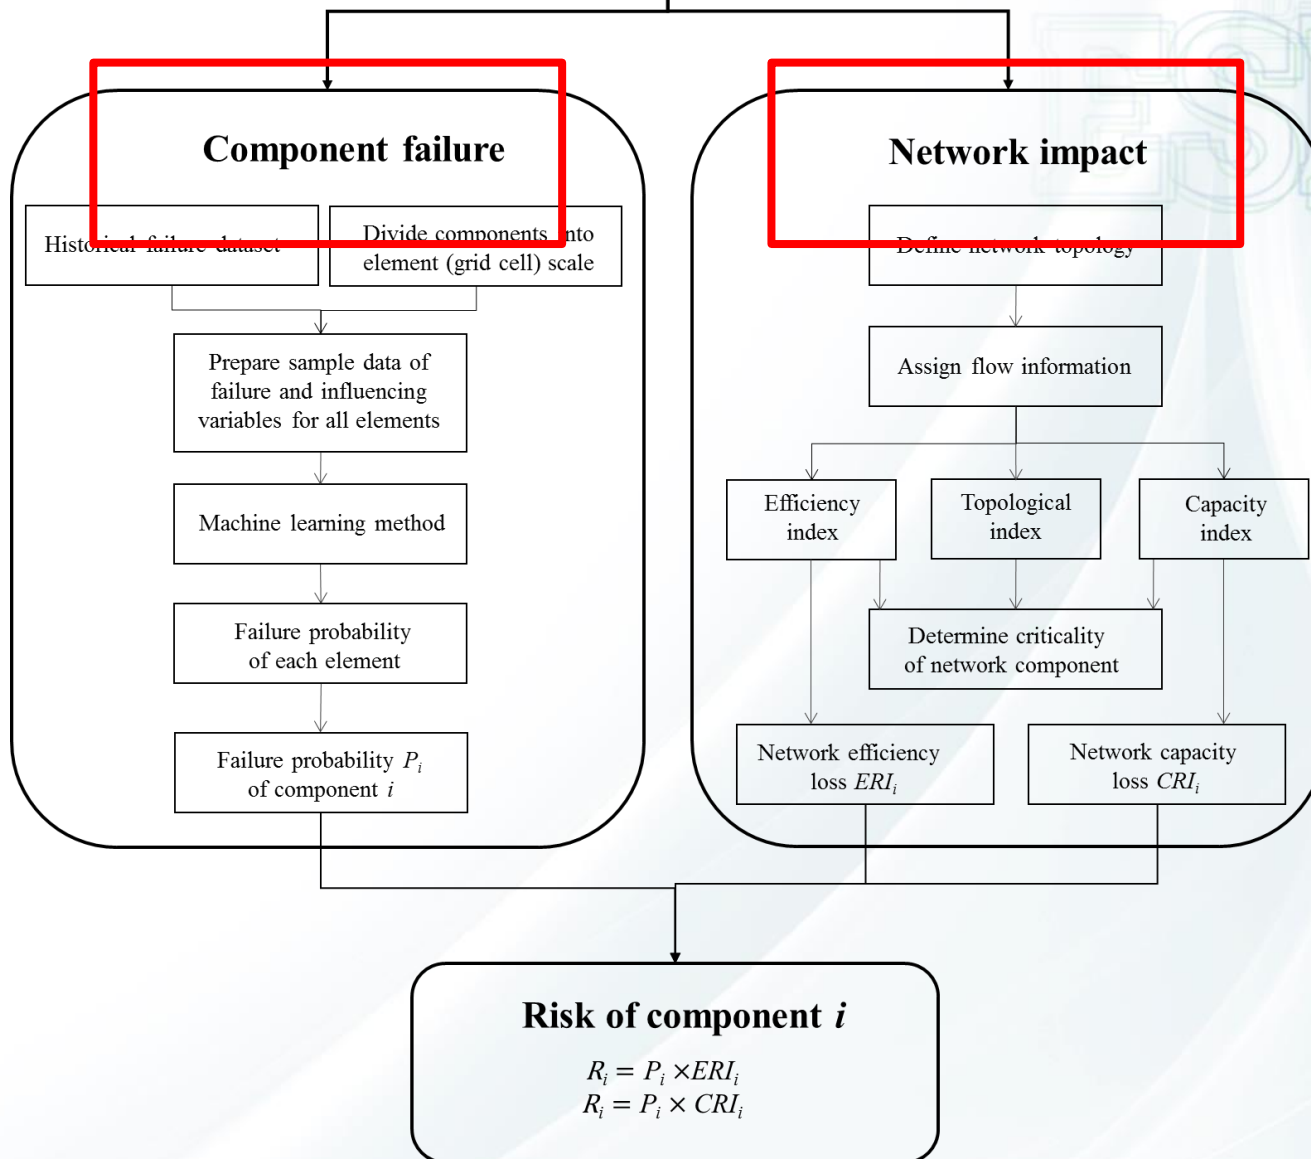 Component failure
Historical failure dataset
Divide components into
element (grid cell) scale
Prepare sample data of
failure and influencing
variables for all elements
Machine learning method
Failure probability
of each element
Failure probability Pᵢ
of component i
Network impact
Define network topology
Assign flow information
Efficiency
index
Topological
index
Capacity
index
Determine criticality
of network component
Network efficiency
loss ERIᵢ
Network capacity
loss CRIᵢ
Risk of component i
Rᵢ = Pᵢ ×ERIᵢ
Rᵢ = Pᵢ × CRIᵢ